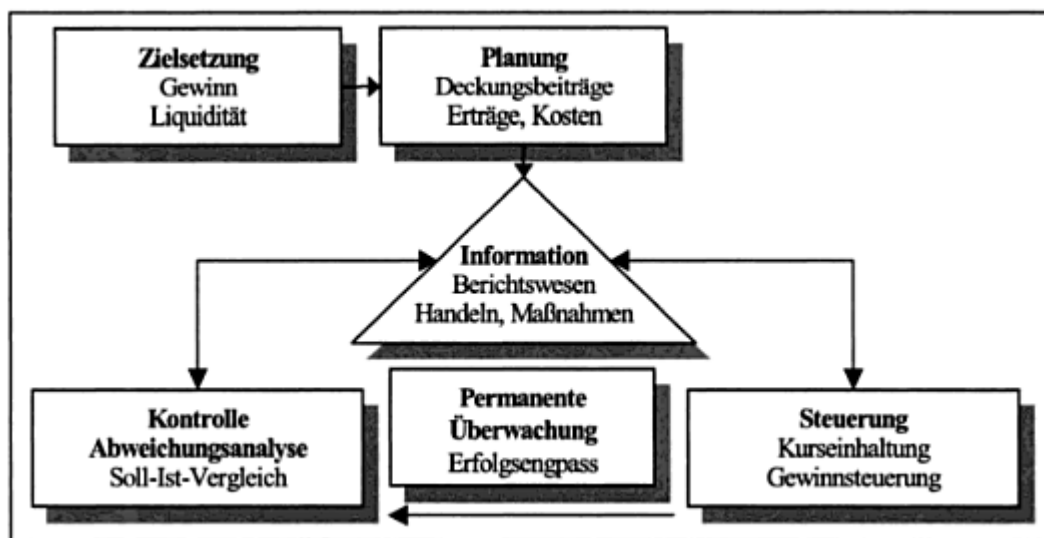 Zielsetzung
Gewinn
Liquidität
Planung
Deckungsbeiträge
Erträge, Kosten
Information
Berichtswesen
Handeln, Maßnahmen
Kontrolle
Abweichungsanalyse
Soll-Ist-Vergleich
Permanente
Überwachung
Erfolgsengpass
Steuerung
Kurseinhaltung
Gewinnsteuerung